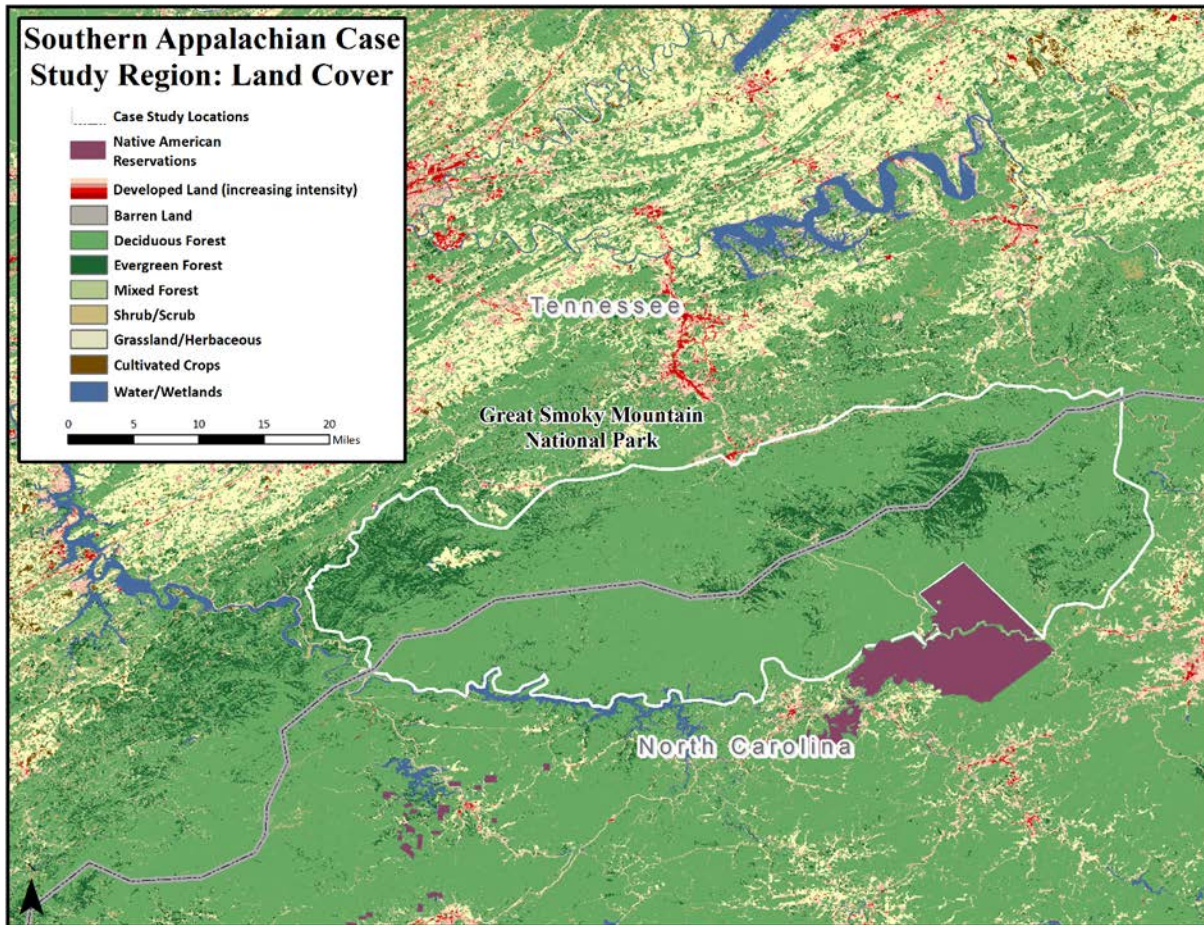 Southern Appalachian Case
Study Region: Land Cover
Case Study Locations
Native American
Reservations
Developed Land (increasing intensity)
Barren Land
Deciduous Forest
Evergreen Forest
Mixed Forest
Shrub/Scrub
Grassland/Herbaceous
Cultivated Crops
Water/Wetlands
0 5 10 15 20
Miles
Tennessee
Great Smoky Mountain
National Park
North Carolina